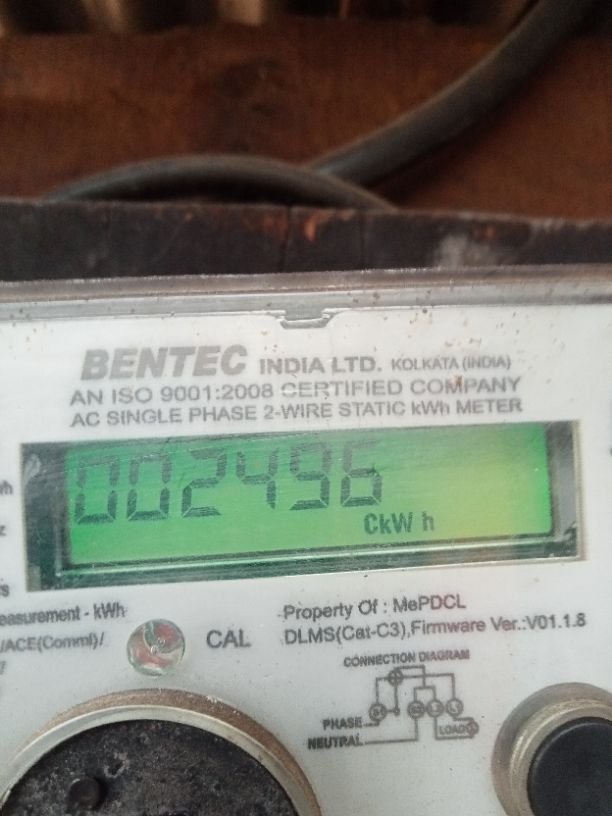 BENTEC INDIA LTD. KOLKATA (INDIA)
AN ISO 9001:2008 CERTIFIED COMPANY
AC SINGLE PHASE 2-WIRE STATIC kWh METER
002496
CkW h
easurement - kWh
/ACE(Comml)/
CAL
Property Of : MePDCL
DLMS(Cat-C3),Firmware Ver.:V01.1.8
CONNECTION DIAGRAM
PHASE
NEUTRAL
LOAD